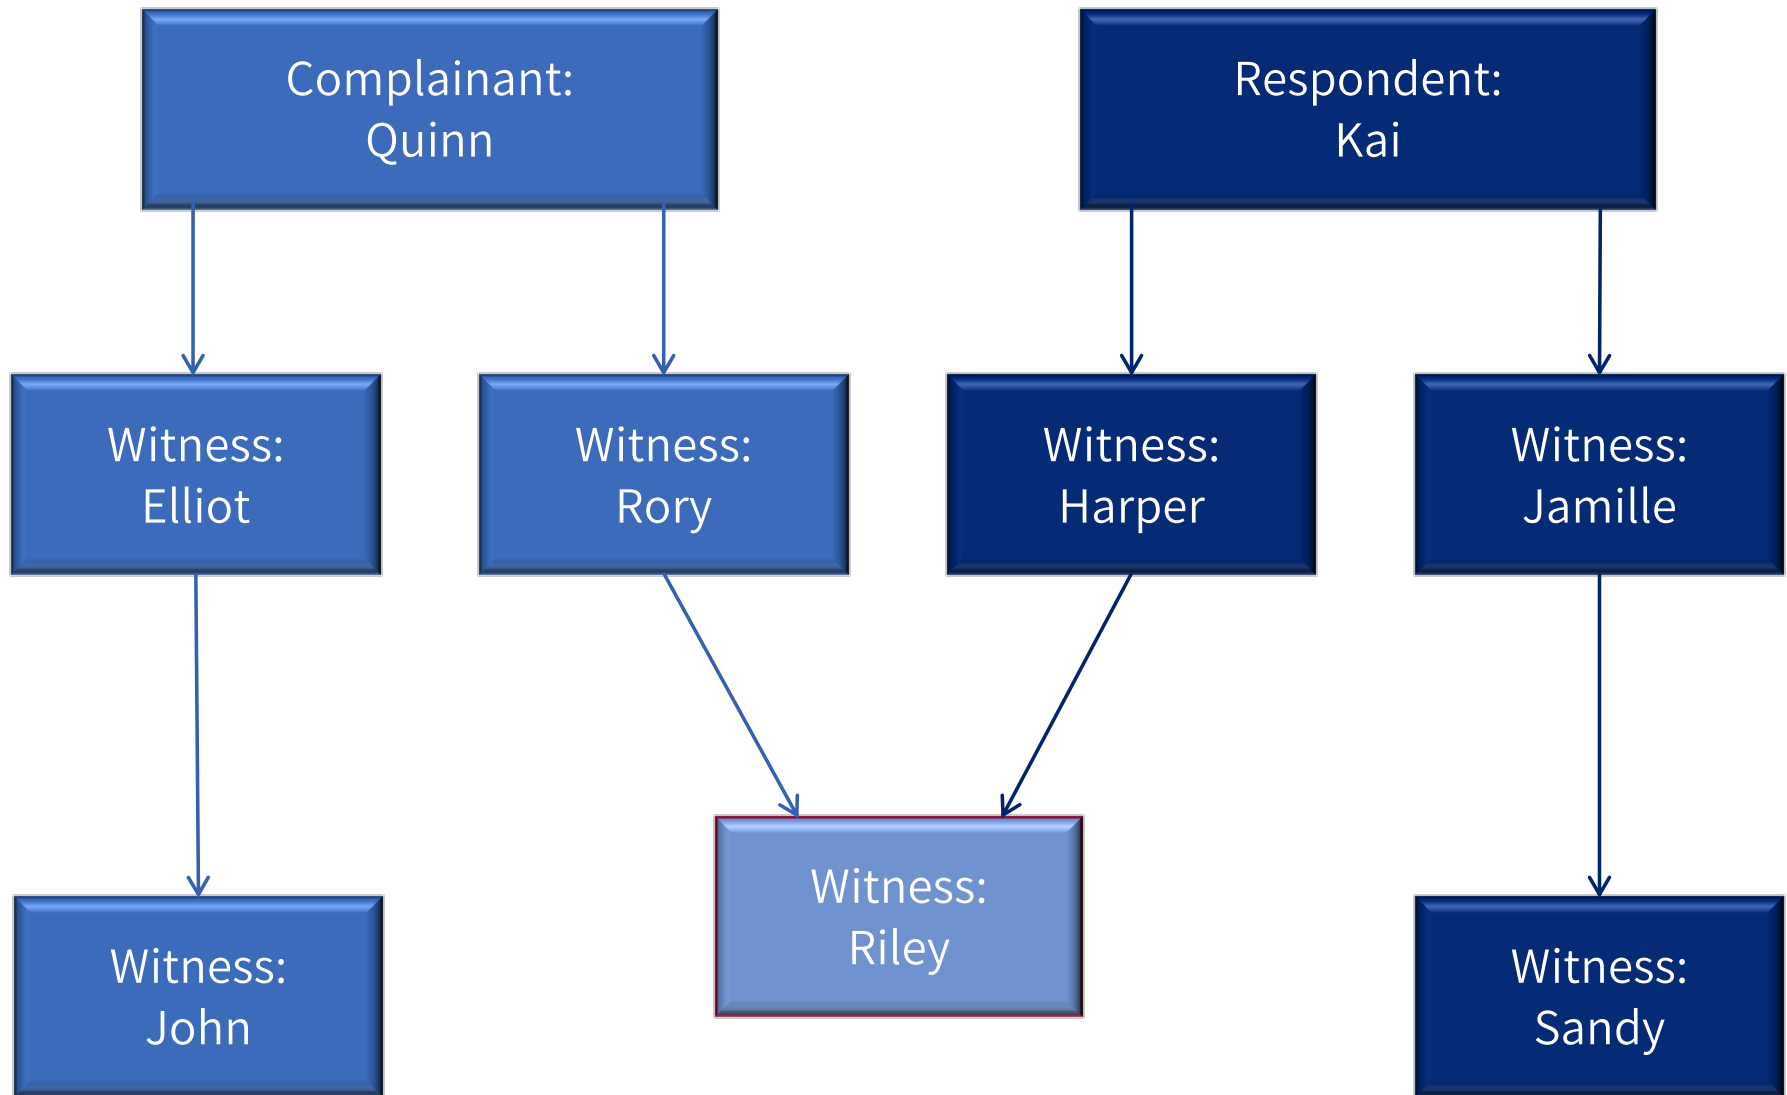 Complainant:
Quinn
Respondent:
Kai
Witness:
Elliot
Witness:
Rory
Witness:
Harper
Witness:
Jamille
Witness:
John
Witness:
Riley
Witness:
Sandy